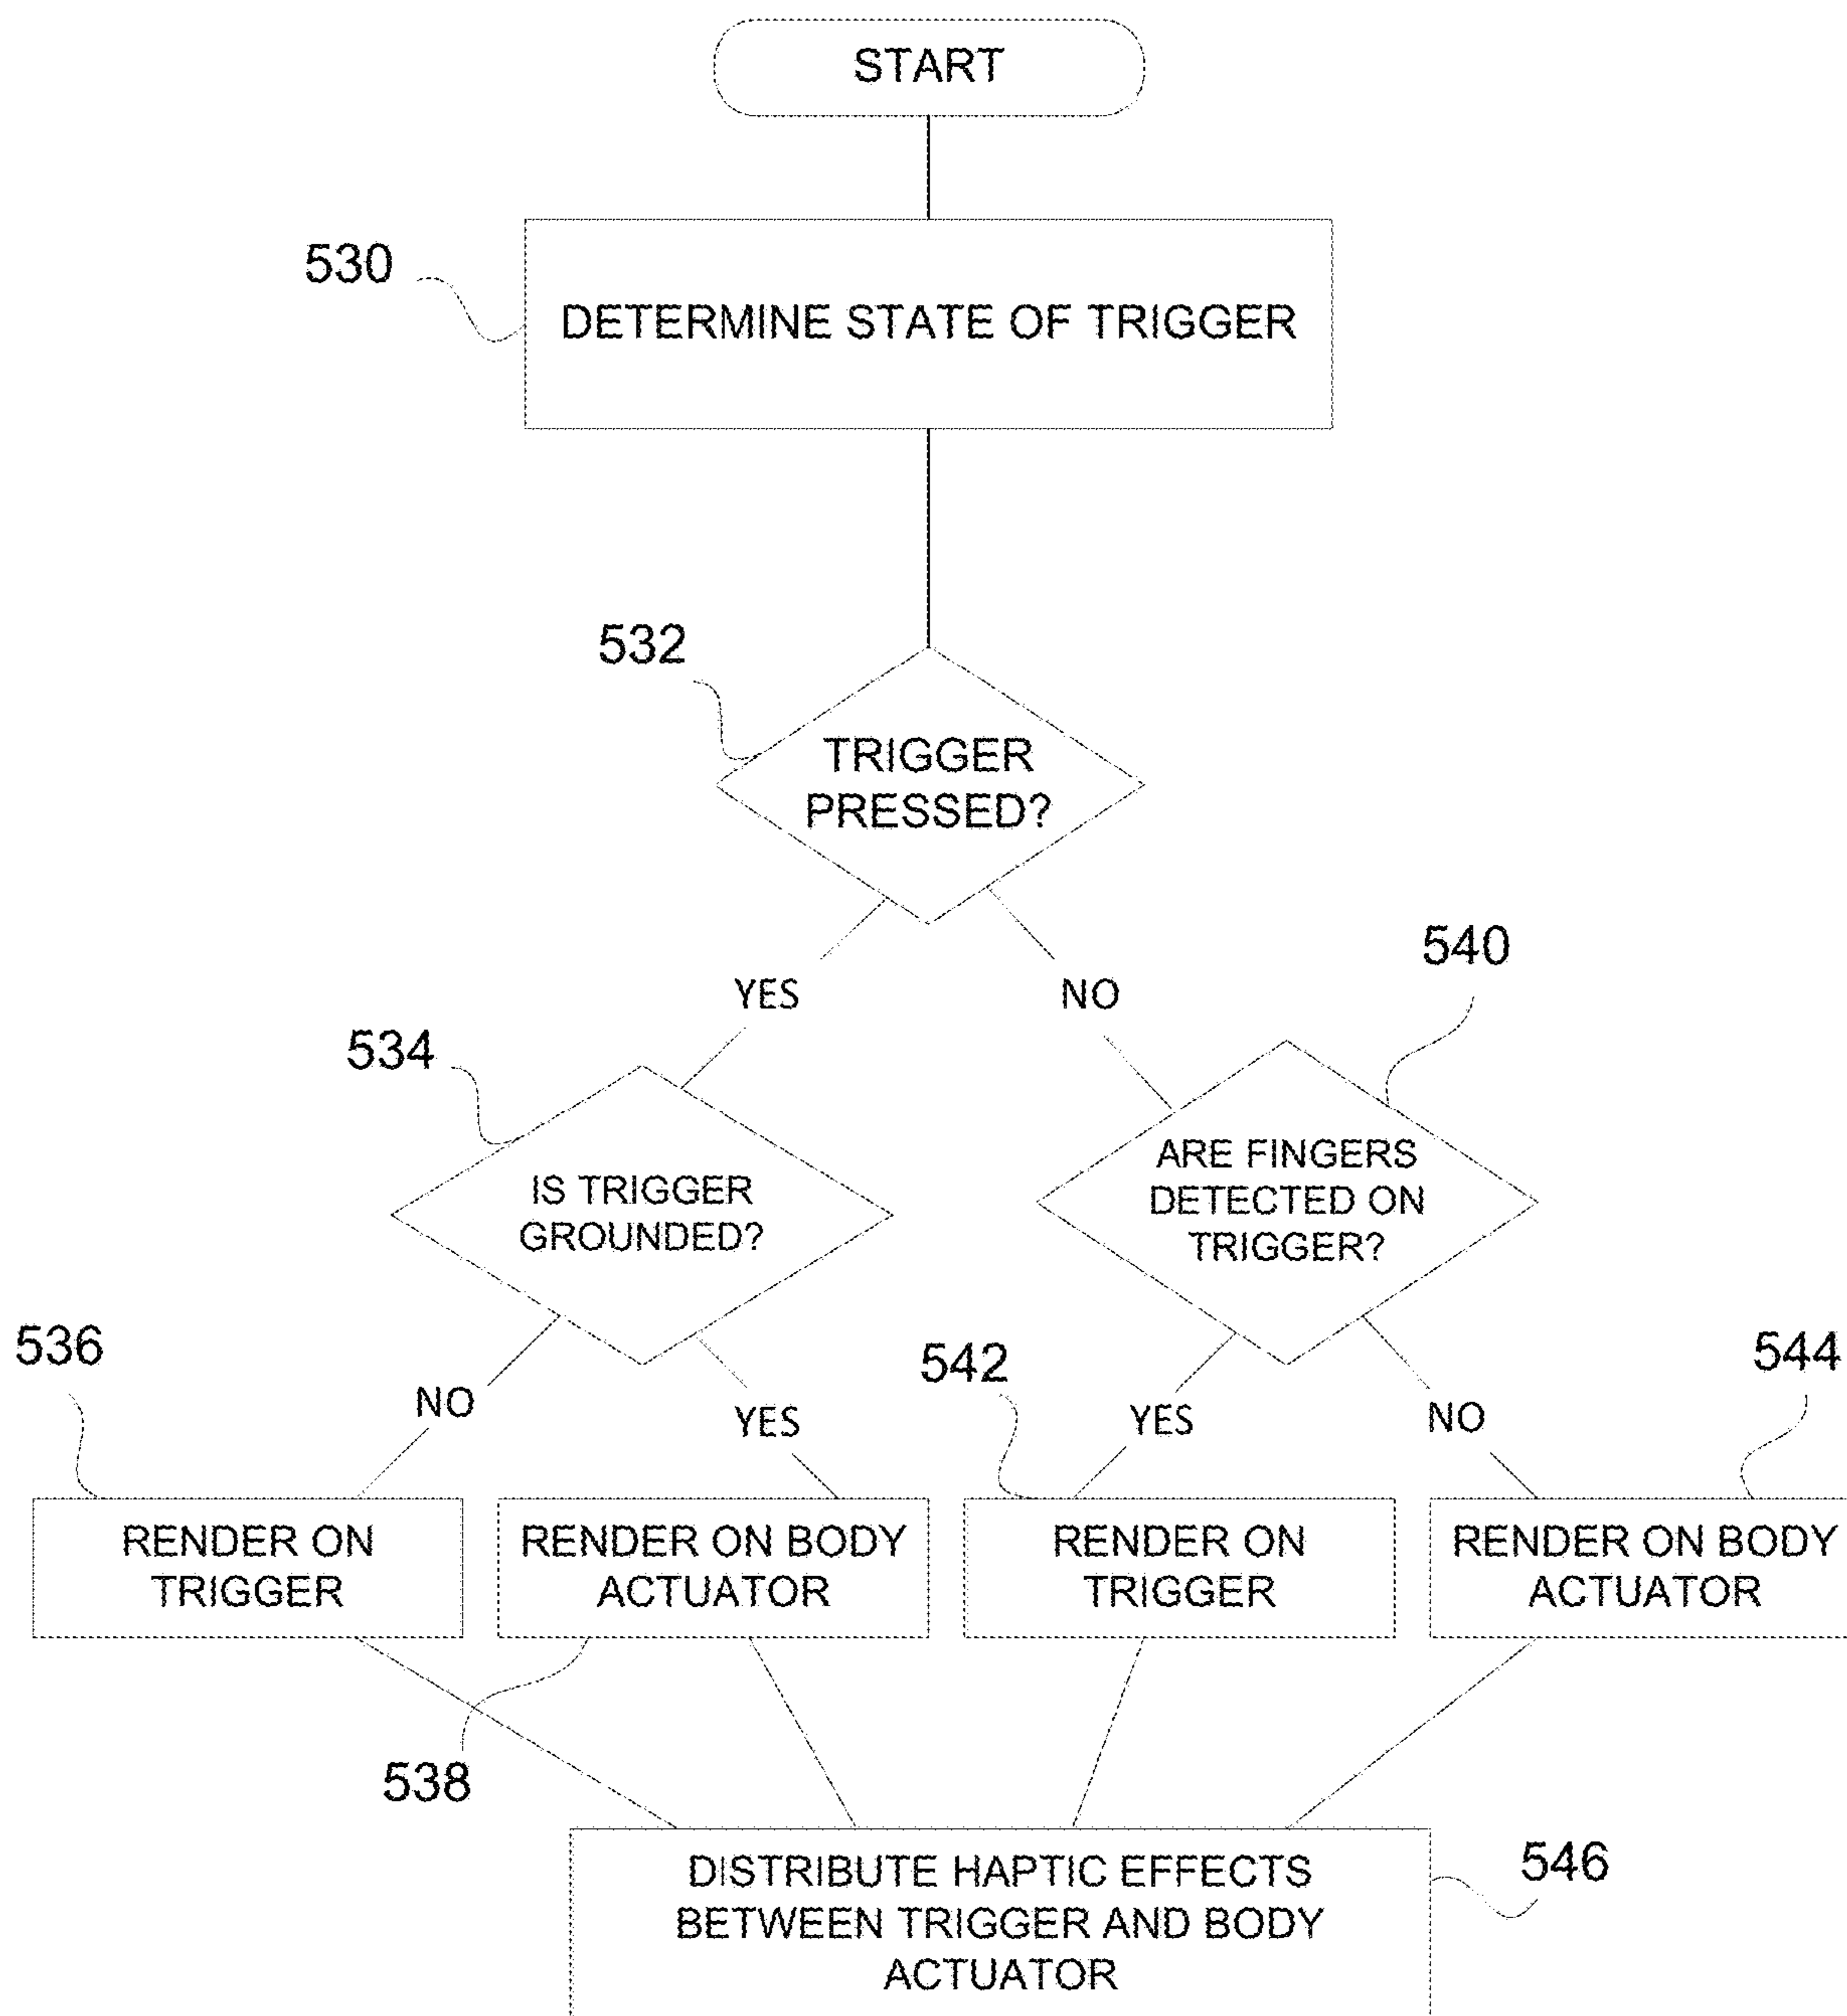 START
530
DETERMINE STATE OF TRIGGER
532
TRIGGER
PRESSED?
YES
NO
540
534
IS TRIGGER
GROUNDED?
ARE FINGERS
DETECTED ON
TRIGGER?
536
NO
YES
542
YES
NO
544
RENDER ON
TRIGGER
RENDER ON BODY
ACTUATOR
RENDER ON
TRIGGER
RENDER ON BODY
ACTUATOR
538
DISTRIBUTE HAPTIC EFFECTS
BETWEEN TRIGGER AND BODY
ACTUATOR
546